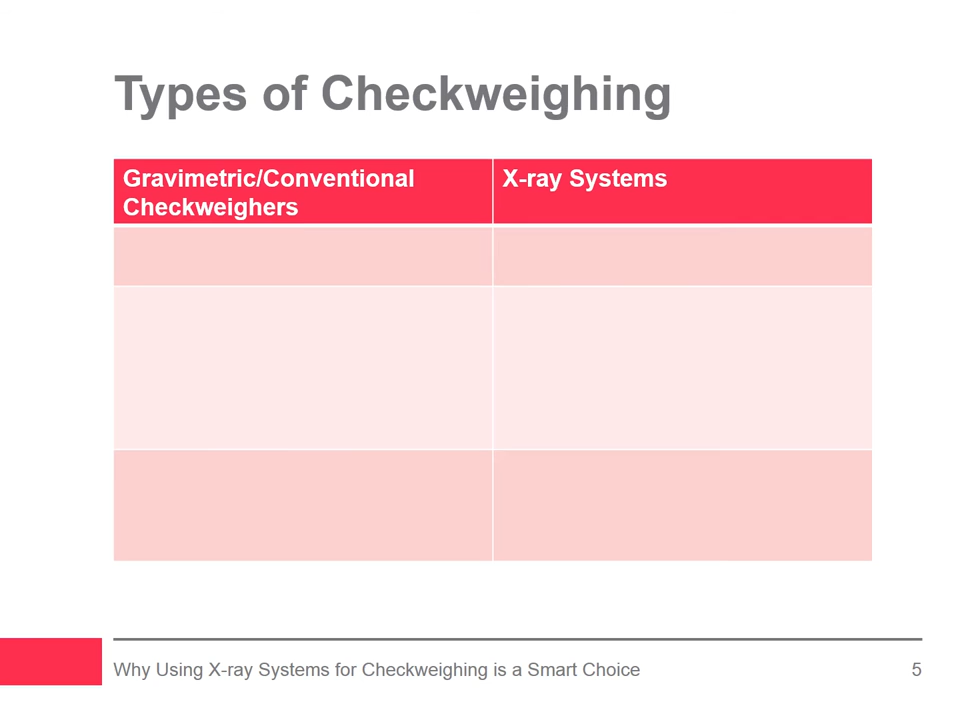 Types of Checkweighing
Gravimetric/Conventional
Checkweighers
X-ray Systems
Why Using X-ray Systems for Checkweighing is a Smart Choice
5